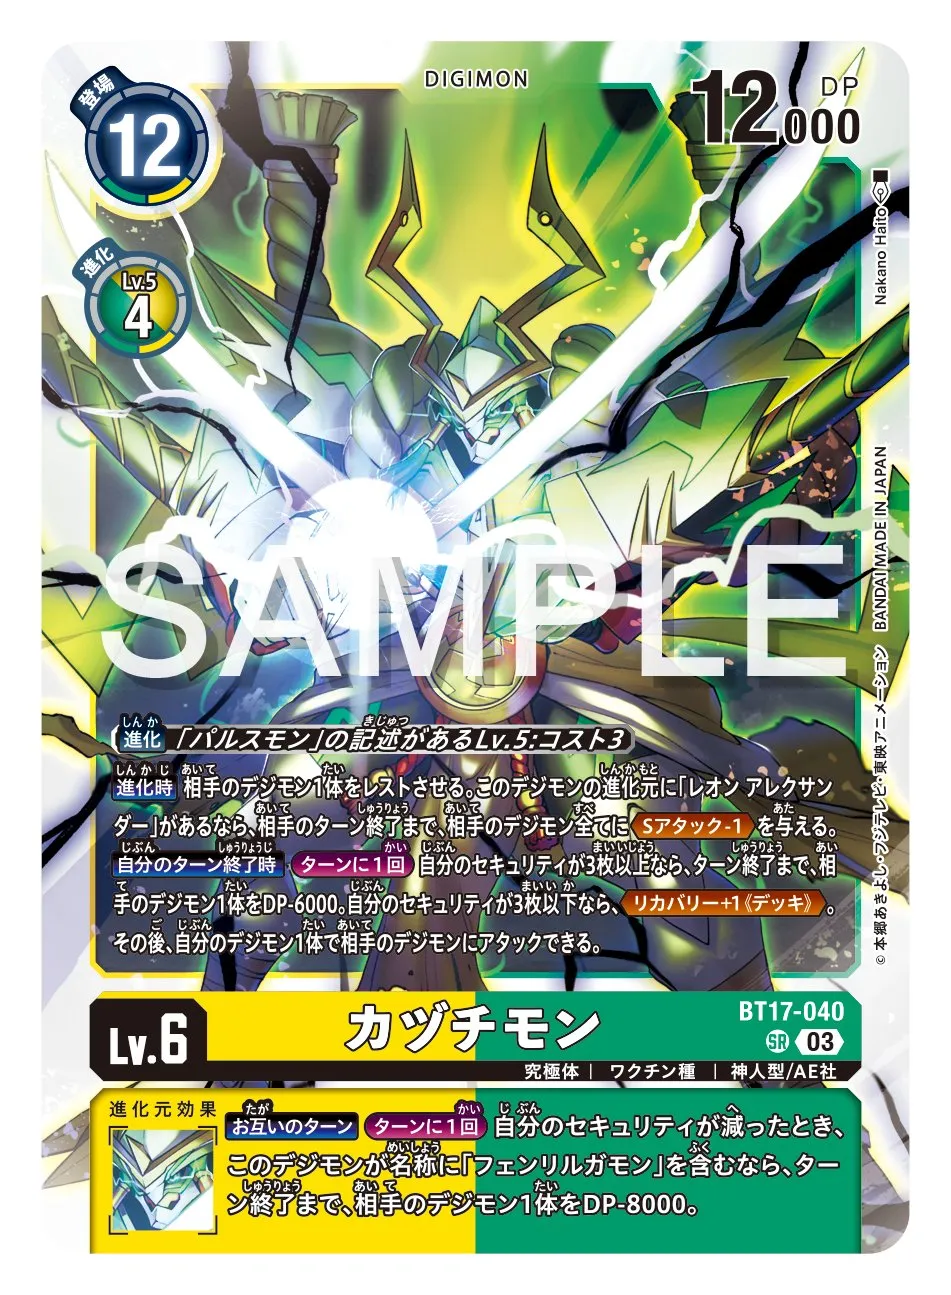 DIGIMON
登場
12
12000
DP
進化
Lv.5
4
Nakano Haito
SAMPLE
進化 「パルスモン」の記述があるLv.5:コスト3
進化時 相手のデジモン1体をレストさせる。このデジモンの進化元に「レオン アレクサン
ダー」があるなら、相手のターン終了まで、相手のデジモン全てに Sアタック-1 を与える。
自分のターン終了時 ターンに1回 自分のセキュリティが3枚以上なら、ターン終了まで、相
手のデジモン1体をDP-6000。自分のセキュリティが3枚以下なら、 リカバリー+1《デッキ》 。
その後、自分のデジモン1体で相手のデジモンにアタックできる。
©本郷あきよし・フジテレビ・東映アニメーション BANDAI MADE IN JAPAN
Lv.6
カヅチモン
BT17-040
SR 03
究極体 | ワクチン種 | 神人型/AE社
進化元効果
お互いのターン ターンに1回 自分のセキュリティが減ったとき、
このデジモンが名称に「フェンリルガモン」を含むなら、ター
ン終了まで、相手のデジモン1体をDP-8000。